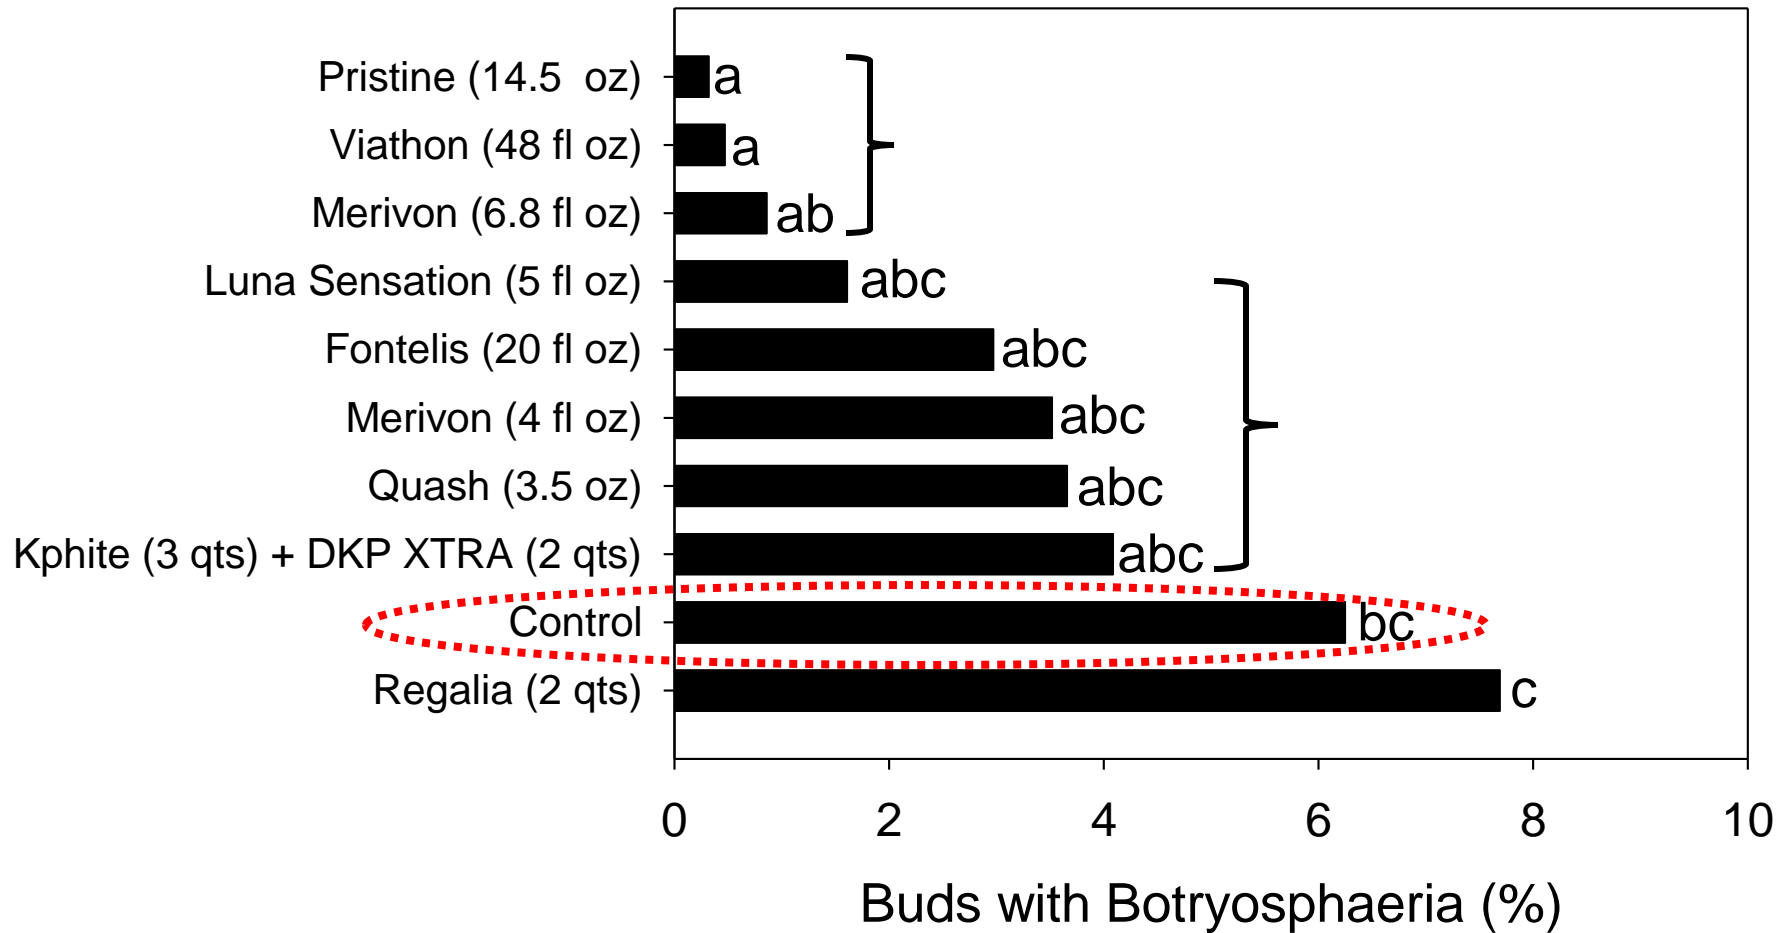 Pristine (14.5  oz) a
Viathon (48 fl oz) a
Merivon (6.8 fl oz) ab
Luna Sensation (5 fl oz) abc
Fontelis (20 fl oz) abc
Merivon (4 fl oz) abc
Quash (3.5 oz) abc
Kphite (3 qts) + DKP XTRA (2 qts) abc
Control bc
Regalia (2 qts) c
0 2 4 6 8 10
Buds with Botryosphaeria (%)